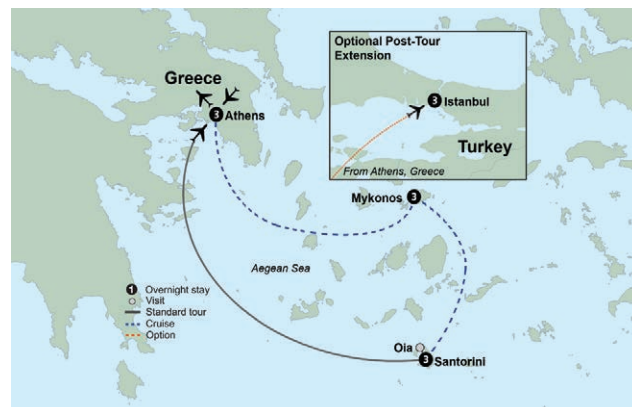 Optional Post-Tour
Extension
3 Istanbul
Turkey
From Athens, Greece
Greece
3 Athens
Mykonos 3
Aegean Sea
1 Overnight stay
Visit
Standard tour
Cruise
Option
Oia
3 Santorini